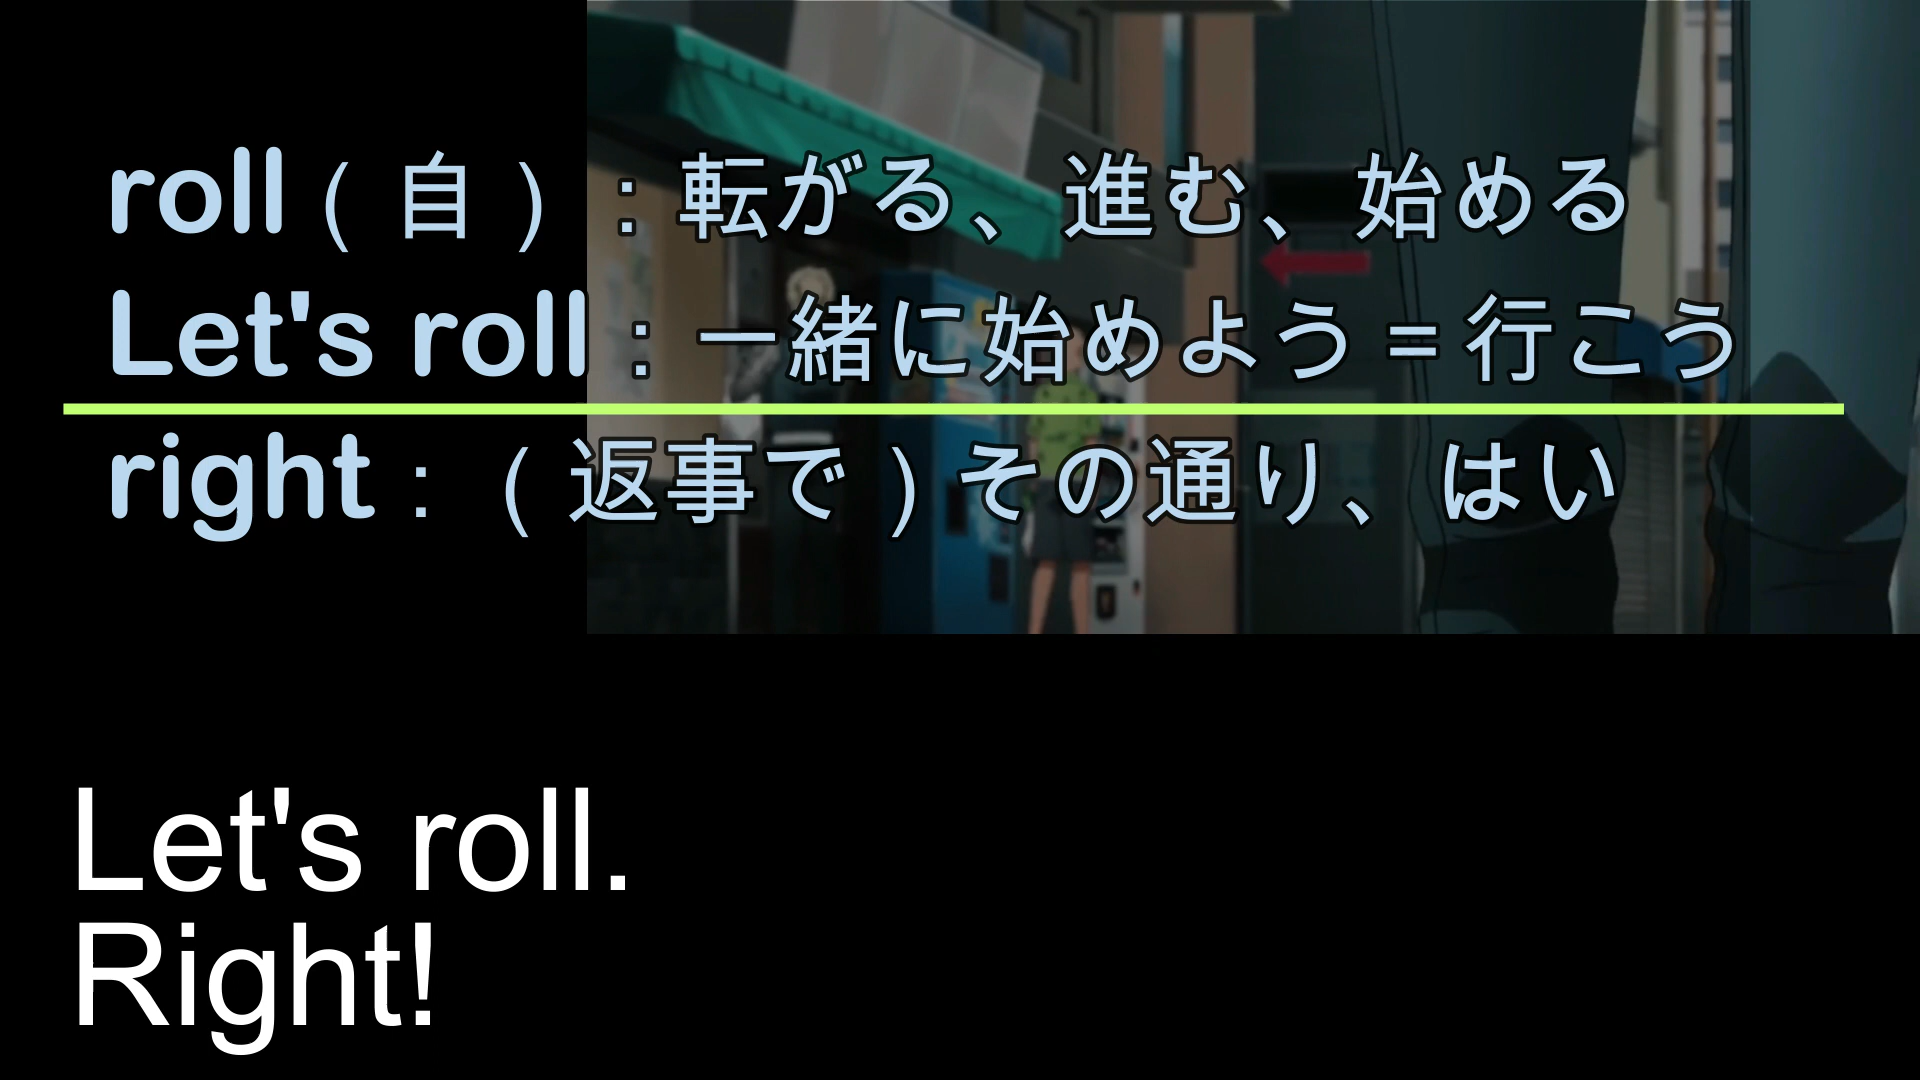 roll（自）：転がる、進む、始める
Let's roll：一緒に始めよう=行こう
right：（返事で）その通り、はい
Let's roll.
Right!